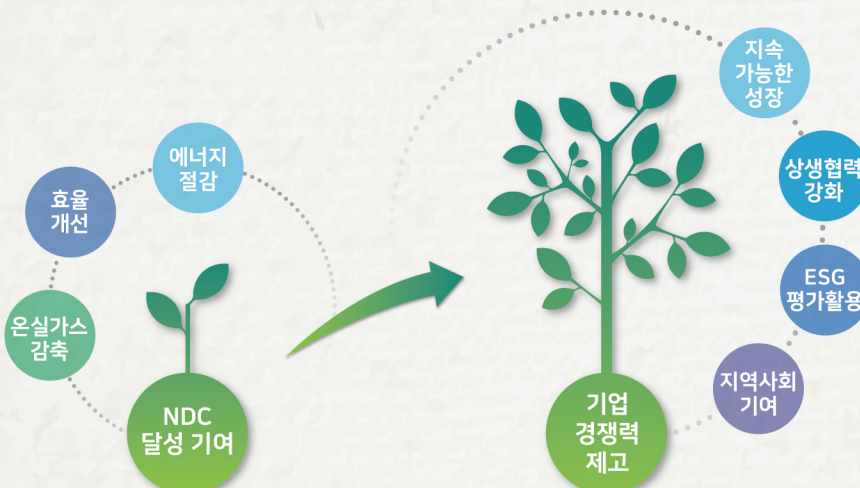 에너지
절감
효율
개선
온실가스
감축
NDC
달성 기여
지속
가능한
성장
상생협력
강화
ESG
평가활용
지역사회
기여
기업
경쟁력
제고